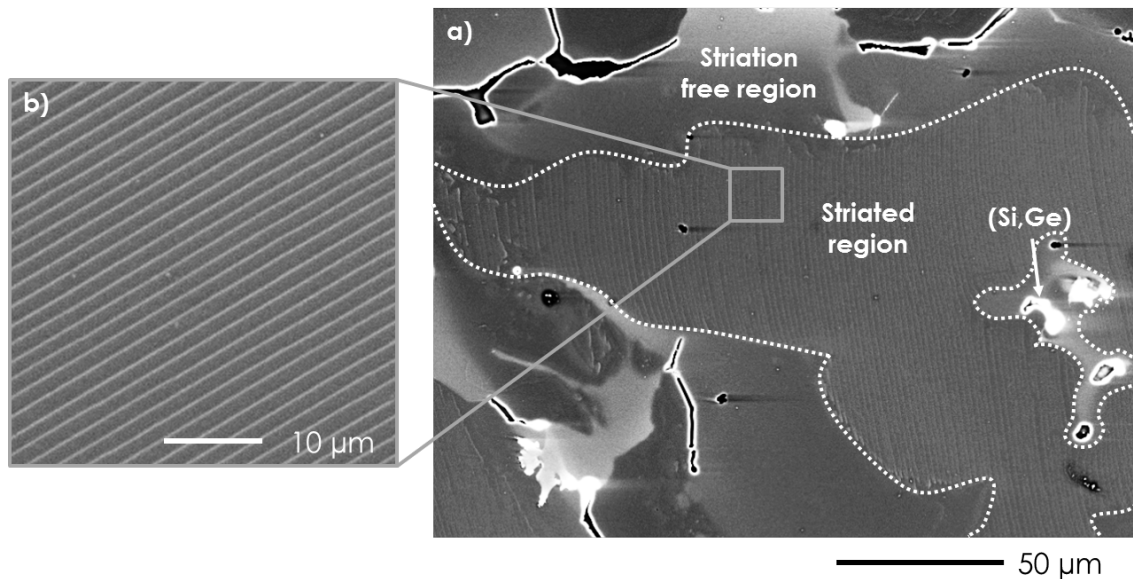 a)
Striation
free region
b)
(Si,Ge)
Striated
region
10 µm
50 µm